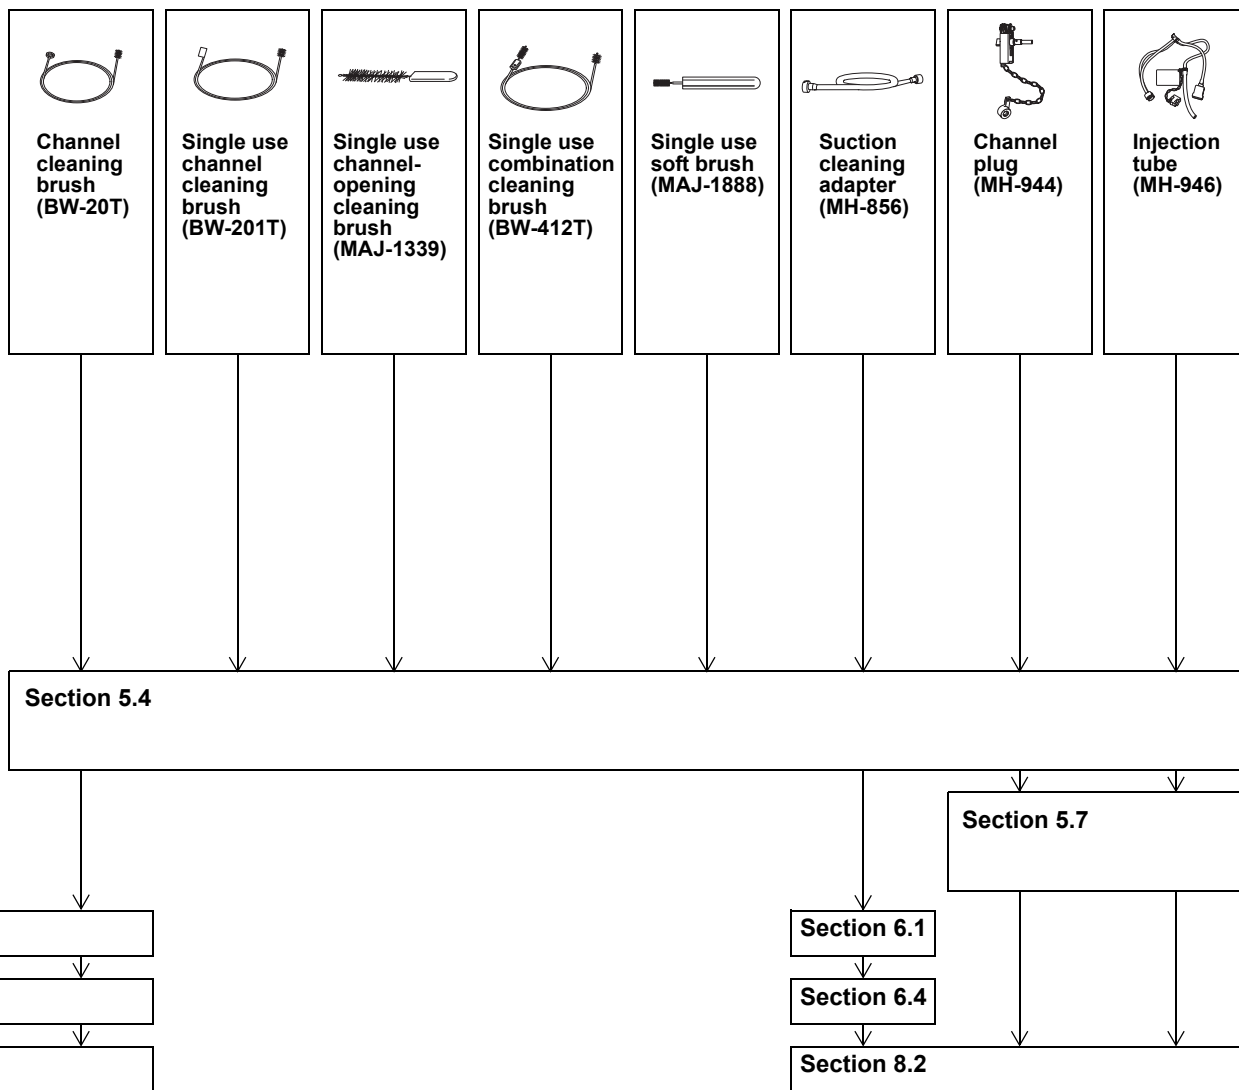 Channel
cleaning
brush
(BW-20T)
Single use
channel
cleaning
brush
(BW-201T)
Single use
channel-
opening
cleaning
brush
(MAJ-1339)
Single use
combination
cleaning
brush
(BW-412T)
Single use
soft brush
(MAJ-1888)
Suction
cleaning
adapter
(MH-856)
Channel
plug
(MH-944)
Injection
tube
(MH-946)
Section 5.4
Section 5.7
Section 6.1
Section 6.4
Section 8.2